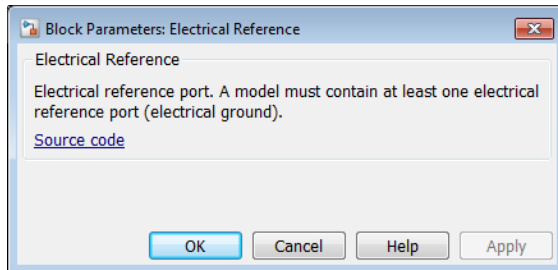 Block Parameters: Electrical Reference
Electrical Reference
Electrical reference port. A model must contain at least one electrical
reference port (electrical ground).
Source code
OK Cancel Help Apply